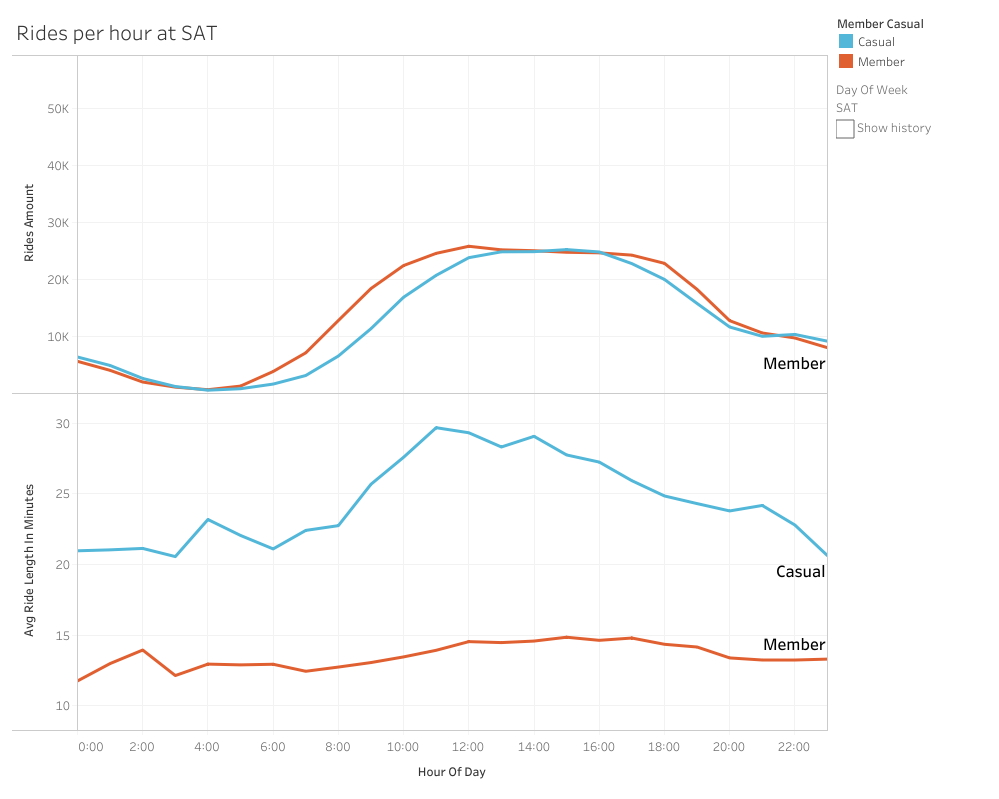 Rides per hour at SAT
Member Casual
Casual
Member
Day Of Week
SAT
Show history
Rides Amount
50K
40K
30K
20K
10K
Member
Avg Ride Length In Minutes
30
25
20
15
10
Casual
Member
0:00 2:00 4:00 6:00 8:00 10:00 12:00 14:00 16:00 18:00 20:00 22:00
Hour Of Day